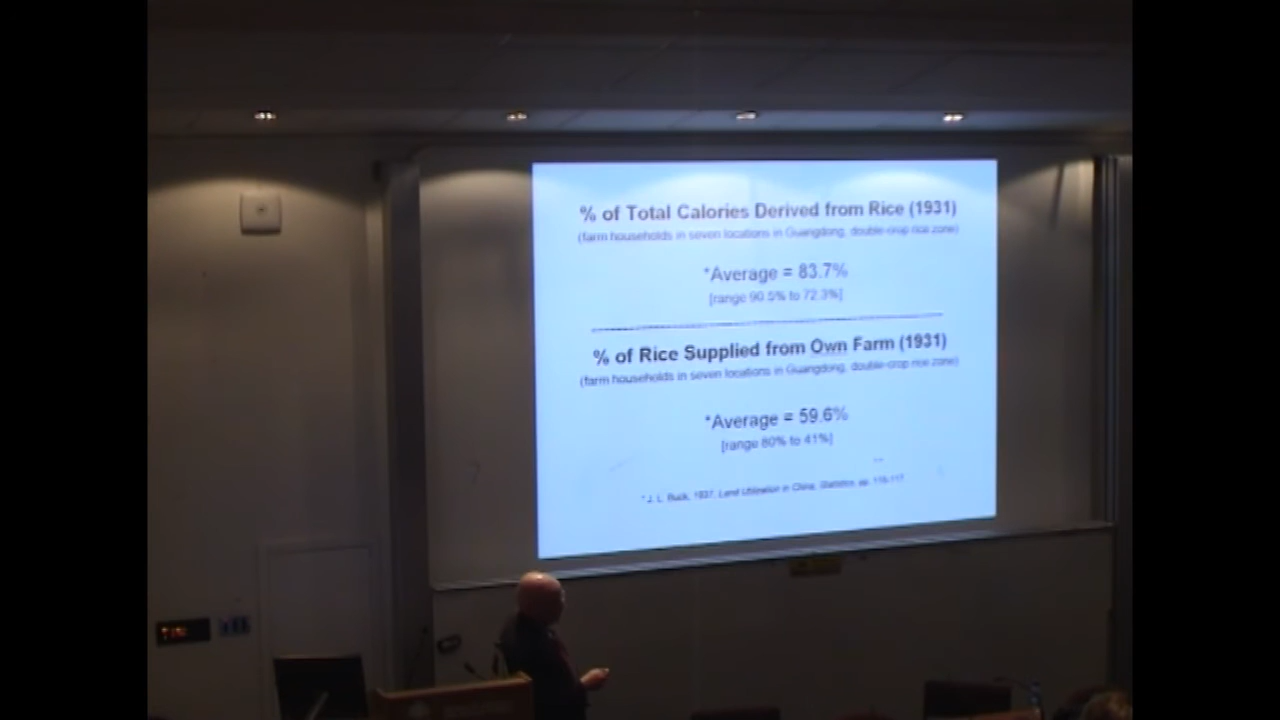 % of Total Calories Derived from Rice (1931)
(farm households in seven locations in Guangdong, double-crop rice zone)
*Average = 83.7%
[range 90.5% to 72.3%]
% of Rice Supplied from Own Farm (1931)
(farm households in seven locations in Guangdong, double-crop rice zone)
*Average = 59.6%
[range 80% to 41%]
* J. L. Buck, 1937, Land Utilization in China, Statistics, pp.